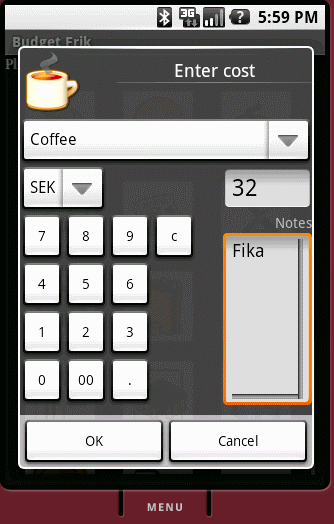 3G
5:59 PM
Budget Erik
Enter cost
Coffee
SEK
32
Notes
Fika
7 8 9 c
4 5 6
1 2 3
0 00 .
OK Cancel
MENU